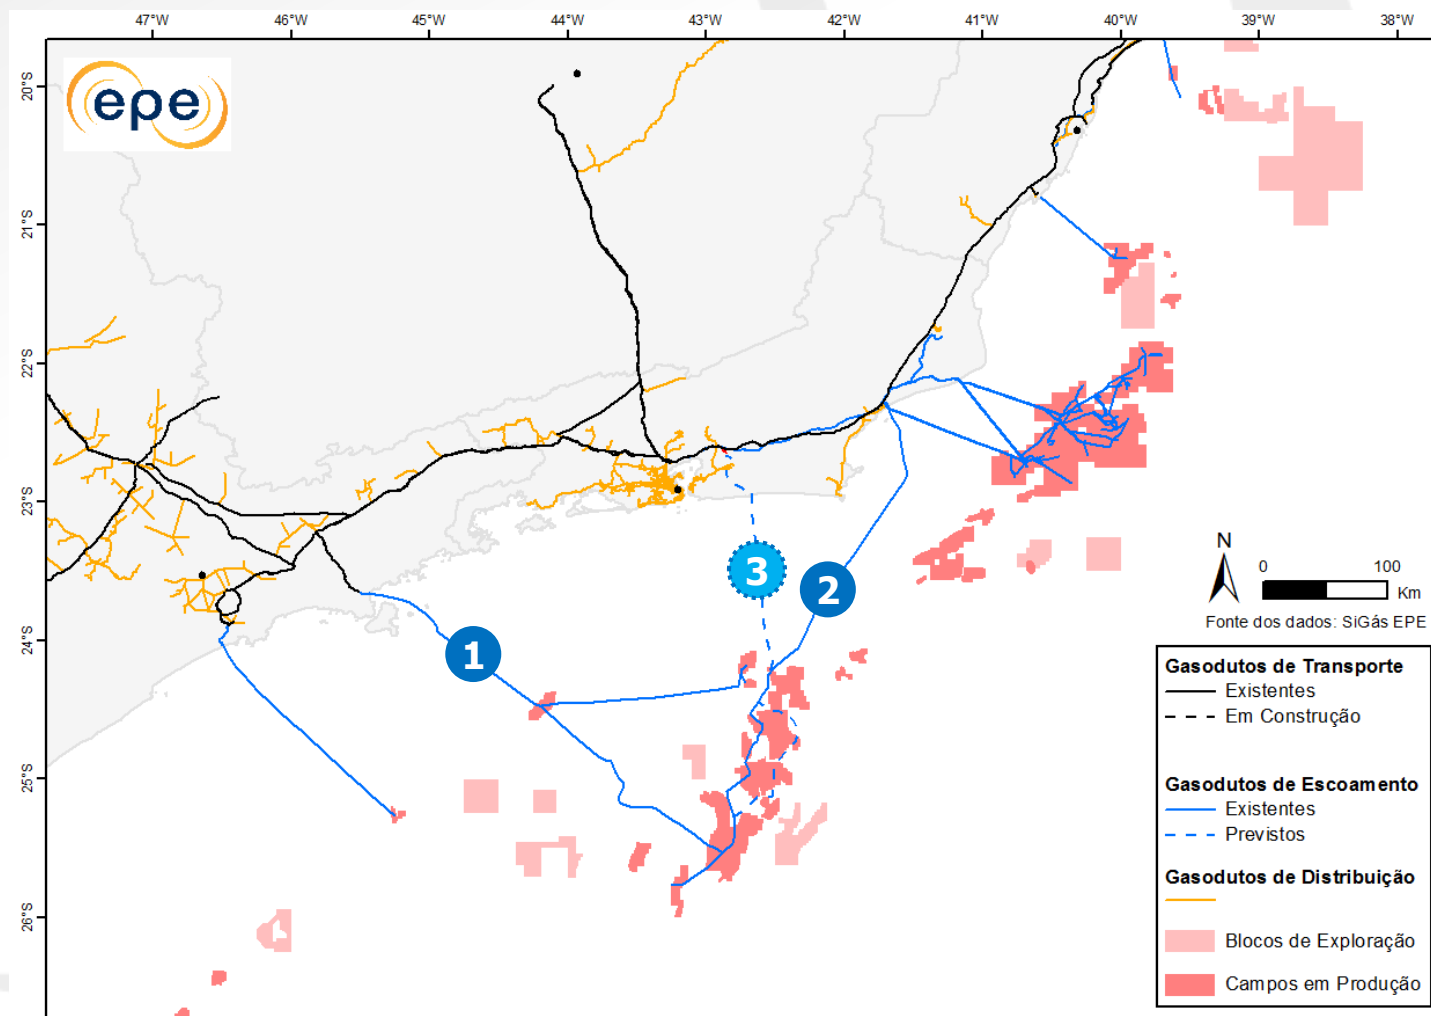 47°W 46°W 45°W 44°W 43°W 42°W 41°W 40°W 39°W 38°W
epe
20°S
21°S
22°S
23°S
24°S
25°S
26°S
1
2
3
N
0 100
Km
Fonte dos dados: SiGás EPE
Gasodutos de Transporte
Existentes
Em Construção
Gasodutos de Escoamento
Existentes
Previstos
Gasodutos de Distribuição
Blocos de Exploração
Campos em Produção